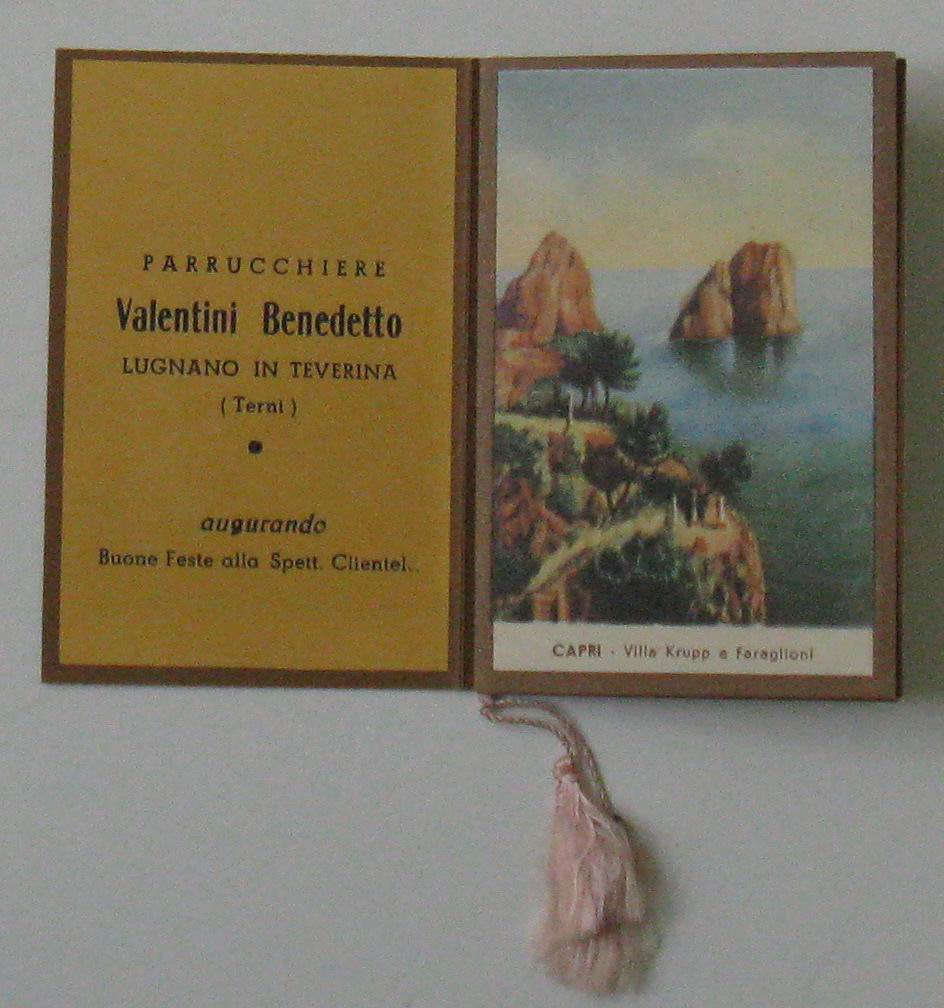 PARRUCCHIERE
Valentini Benedetto
LUGNANO IN TEVERINA
( Terni )
augurando
Buone Feste alla Spett. Clientel..
CAPRI - Villa Krupp e Faraglioni